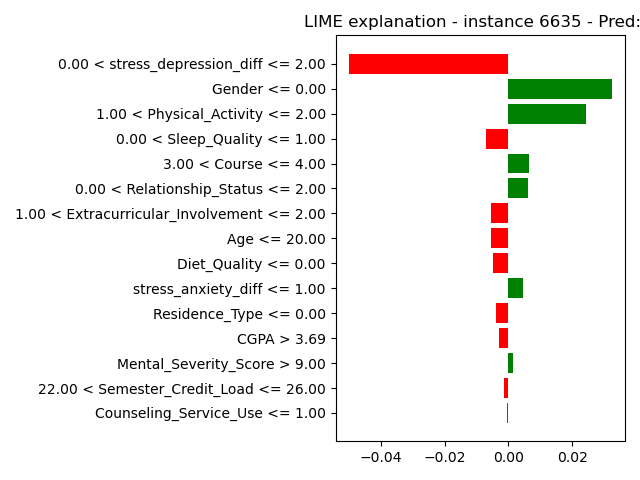 LIME explanation - instance 6635 - Pred:
0.00 < stress_depression_diff <= 2.00
Gender <= 0.00
1.00 < Physical_Activity <= 2.00
0.00 < Sleep_Quality <= 1.00
3.00 < Course <= 4.00
0.00 < Relationship_Status <= 2.00
1.00 < Extracurricular_Involvement <= 2.00
Age <= 20.00
Diet_Quality <= 0.00
stress_anxiety_diff <= 1.00
Residence_Type <= 0.00
CGPA > 3.69
Mental_Severity_Score > 9.00
22.00 < Semester_Credit_Load <= 26.00
Counseling_Service_Use <= 1.00
−0.04 −0.02 0.00 0.02